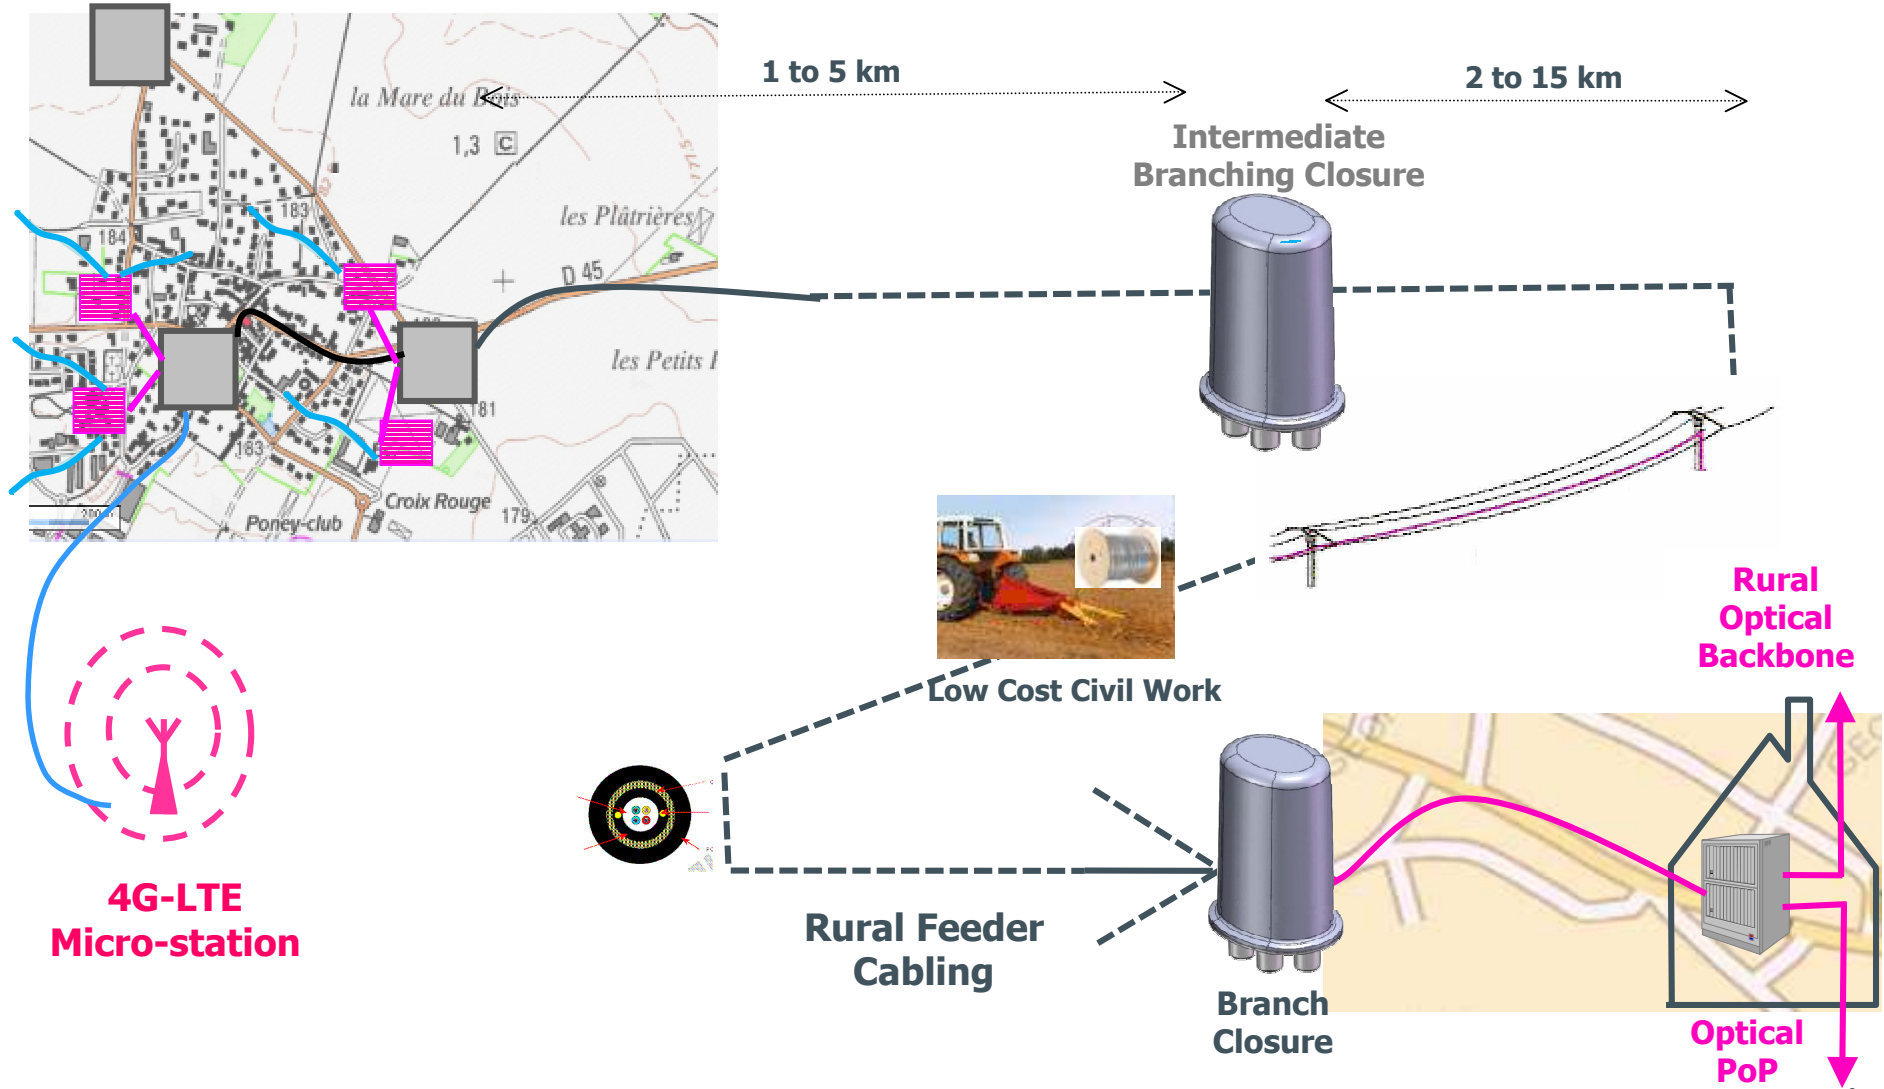 1 to 5 km
2 to 15 km
la Mare du Bois
1,3 C
Intermediate
Branching Closure
183
les Plâtrières
184
D 45
les Petits
181
183
Croix Rouge
Poney-club
179
Rural
Optical
Backbone
Low Cost Civil Work
4G-LTE
Micro-station
Rural Feeder
Cabling
Branch
Closure
Optical
PoP